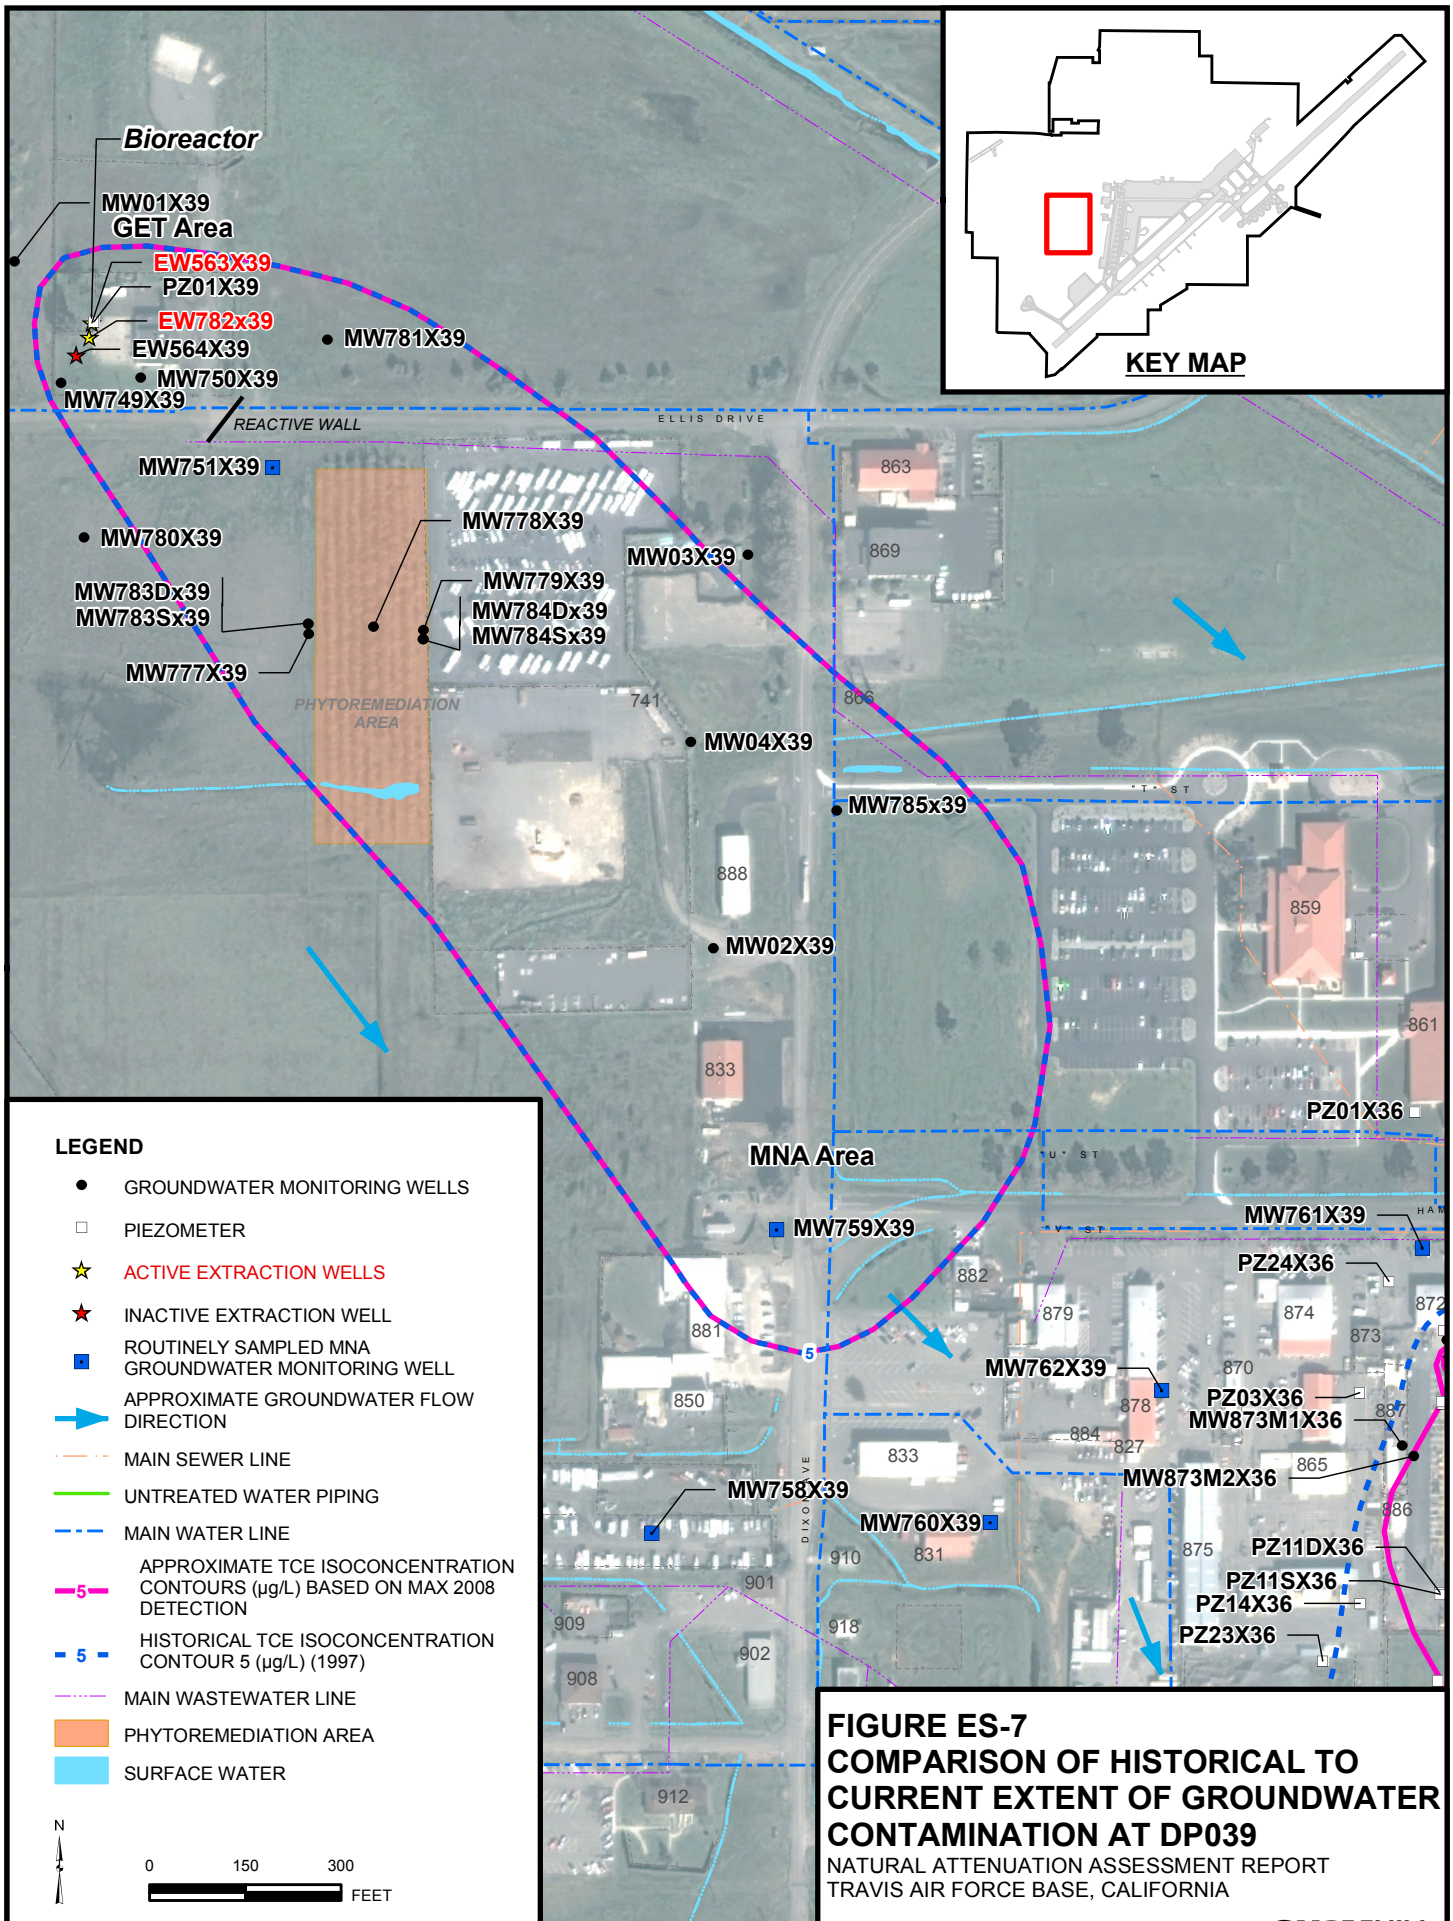 Bioreactor
MW01X39
GET Area
EW563X39
PZ01X39
EW782x39
EW564X39
MW781X39
MW750X39
MW749X39
REACTIVE WALL
ELLIS DRIVE
KEY MAP
MW751X39
863
MW780X39
MW778X39
869
MW03X39
MW783Dx39
MW783Sx39
MW779X39
MW784Dx39
MW784Sx39
MW777X39
PHYTOREMEDIATION
AREA
741
866
MW04X39
"T" ST
MW785x39
888
859
MW02X39
861
833
PZ01X36
MNA Area
"U" ST
MW759X39
"V" ST
HAM
MW761X39
PZ24X36
882
879
874
872
881
5
873
MW762X39
870
850
878
PZ03X36
887
MW873M1X36
884
827
833
865
MW873M2X36
DIXON AVE
MW758X39
886
MW760X39
831
910
875
PZ11DX36
901
PZ11SX36
PZ14X36
909
918
902
PZ23X36
908
912
LEGEND
GROUNDWATER MONITORING WELLS
PIEZOMETER
ACTIVE EXTRACTION WELLS
INACTIVE EXTRACTION WELL
ROUTINELY SAMPLED MNA
GROUNDWATER MONITORING WELL
APPROXIMATE GROUNDWATER FLOW
DIRECTION
MAIN SEWER LINE
UNTREATED WATER PIPING
MAIN WATER LINE
5 APPROXIMATE TCE ISOCONCENTRATION
CONTOURS (µg/L) BASED ON MAX 2008
DETECTION
5 HISTORICAL TCE ISOCONCENTRATION
CONTOUR 5 (µg/L) (1997)
MAIN WASTEWATER LINE
PHYTOREMEDIATION AREA
SURFACE WATER
N
0 150 300
FEET
FIGURE ES-7
COMPARISON OF HISTORICAL TO
CURRENT EXTENT OF GROUNDWATER
CONTAMINATION AT DP039
NATURAL ATTENUATION ASSESSMENT REPORT
TRAVIS AIR FORCE BASE, CALIFORNIA